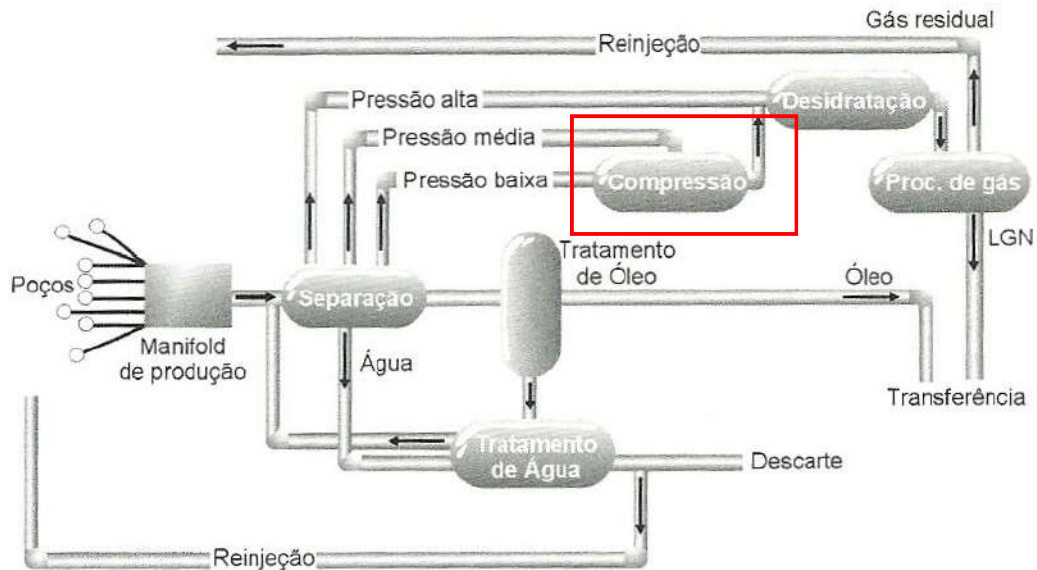 Gás residual
Reinjeção
Pressão alta
Desidratação
Pressão média
Pressão baixa
Compressão
Proc. de gás
LGN
Tratamento
de Óleo
Óleo
Poços
Separação
Manifold
de produção
Água
Transferência
Tratamento
de Água
Descarte
Reinjeção